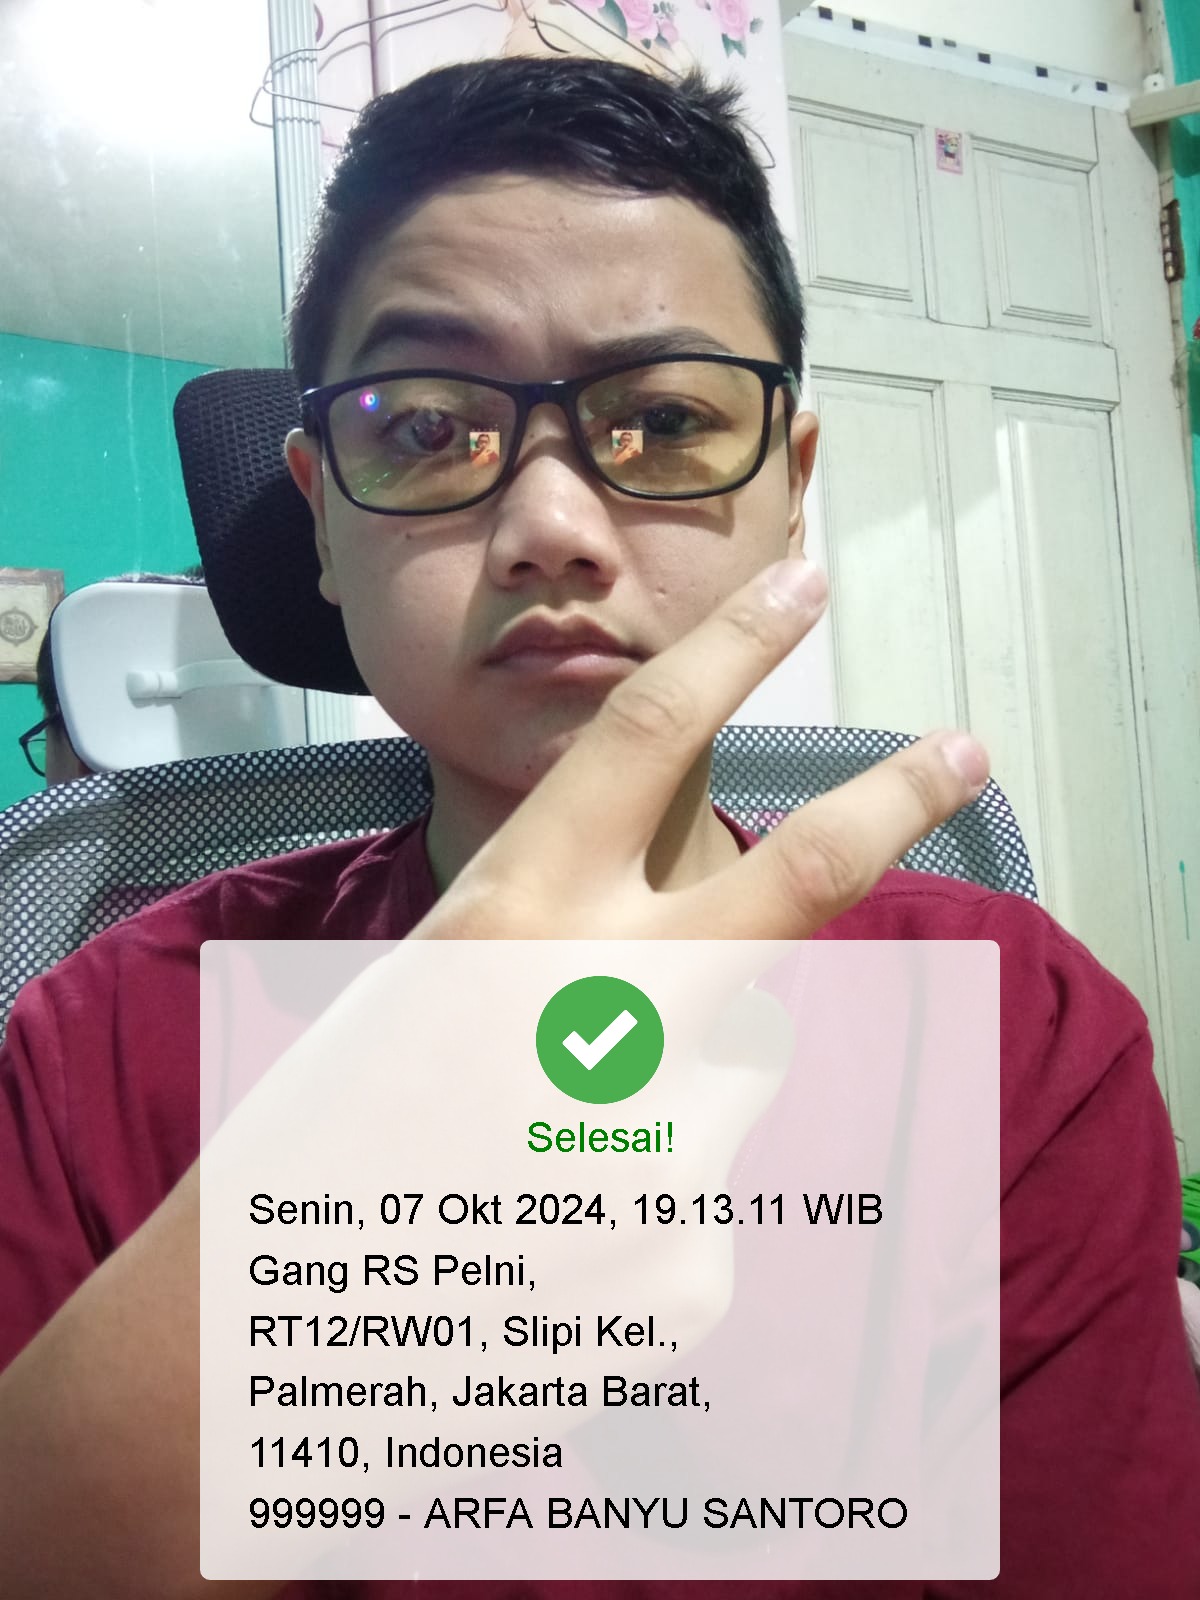 Selesai!
Senin, 07 Okt 2024, 19.13.11 WIB
Gang RS Pelni,
RT12/RW01, Slipi Kel.,
Palmerah, Jakarta Barat,
11410, Indonesia
999999 - ARFA BANYU SANTORO